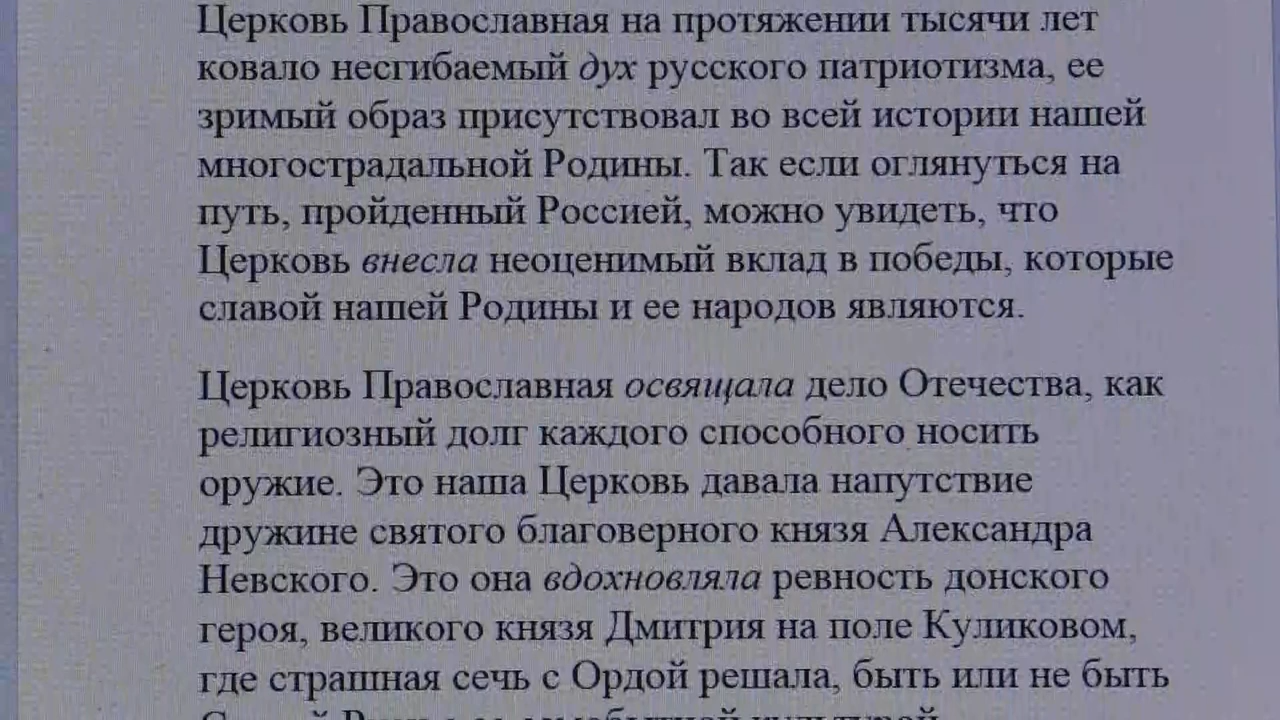 Церковь Православная на протяжении тысячи лет
ковало несгибаемый дух русского патриотизма, ее
зримый образ присутствовал во всей истории нашей
многострадальной Родины. Так если оглянуться на
путь, пройденный Россией, можно увидеть, что
Церковь внесла неоценимый вклад в победы, которые
славой нашей Родины и ее народов являются.
Церковь Православная освящала дело Отечества, как
религиозный долг каждого способного носить
оружие. Это наша Церковь давала напутствие
дружине святого благоверного князя Александра
Невского. Это она вдохновляла ревность донского
героя, великого князя Дмитрия на поле Куликовом,
где страшная сечь с Ордой решала, быть или не быть